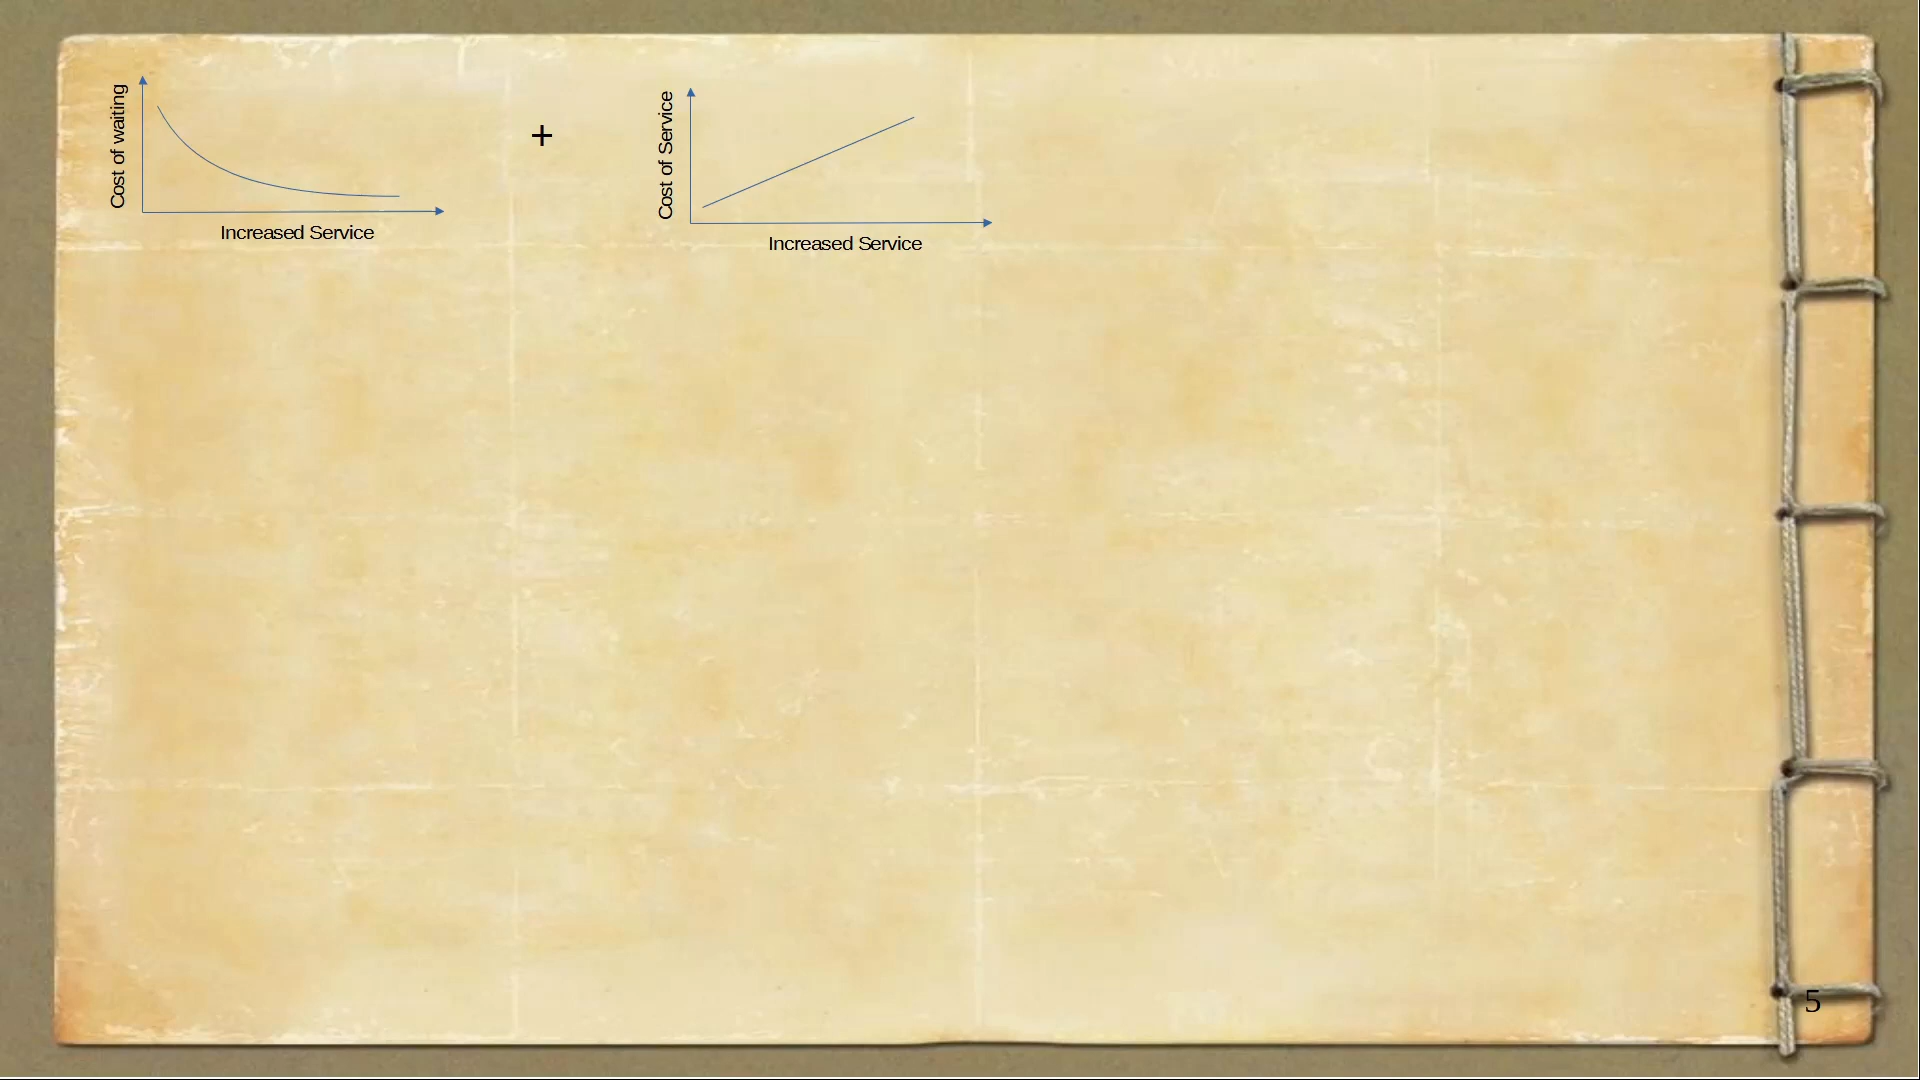 Cost of waiting
Increased Service
+
Cost of Service
Increased Service
5